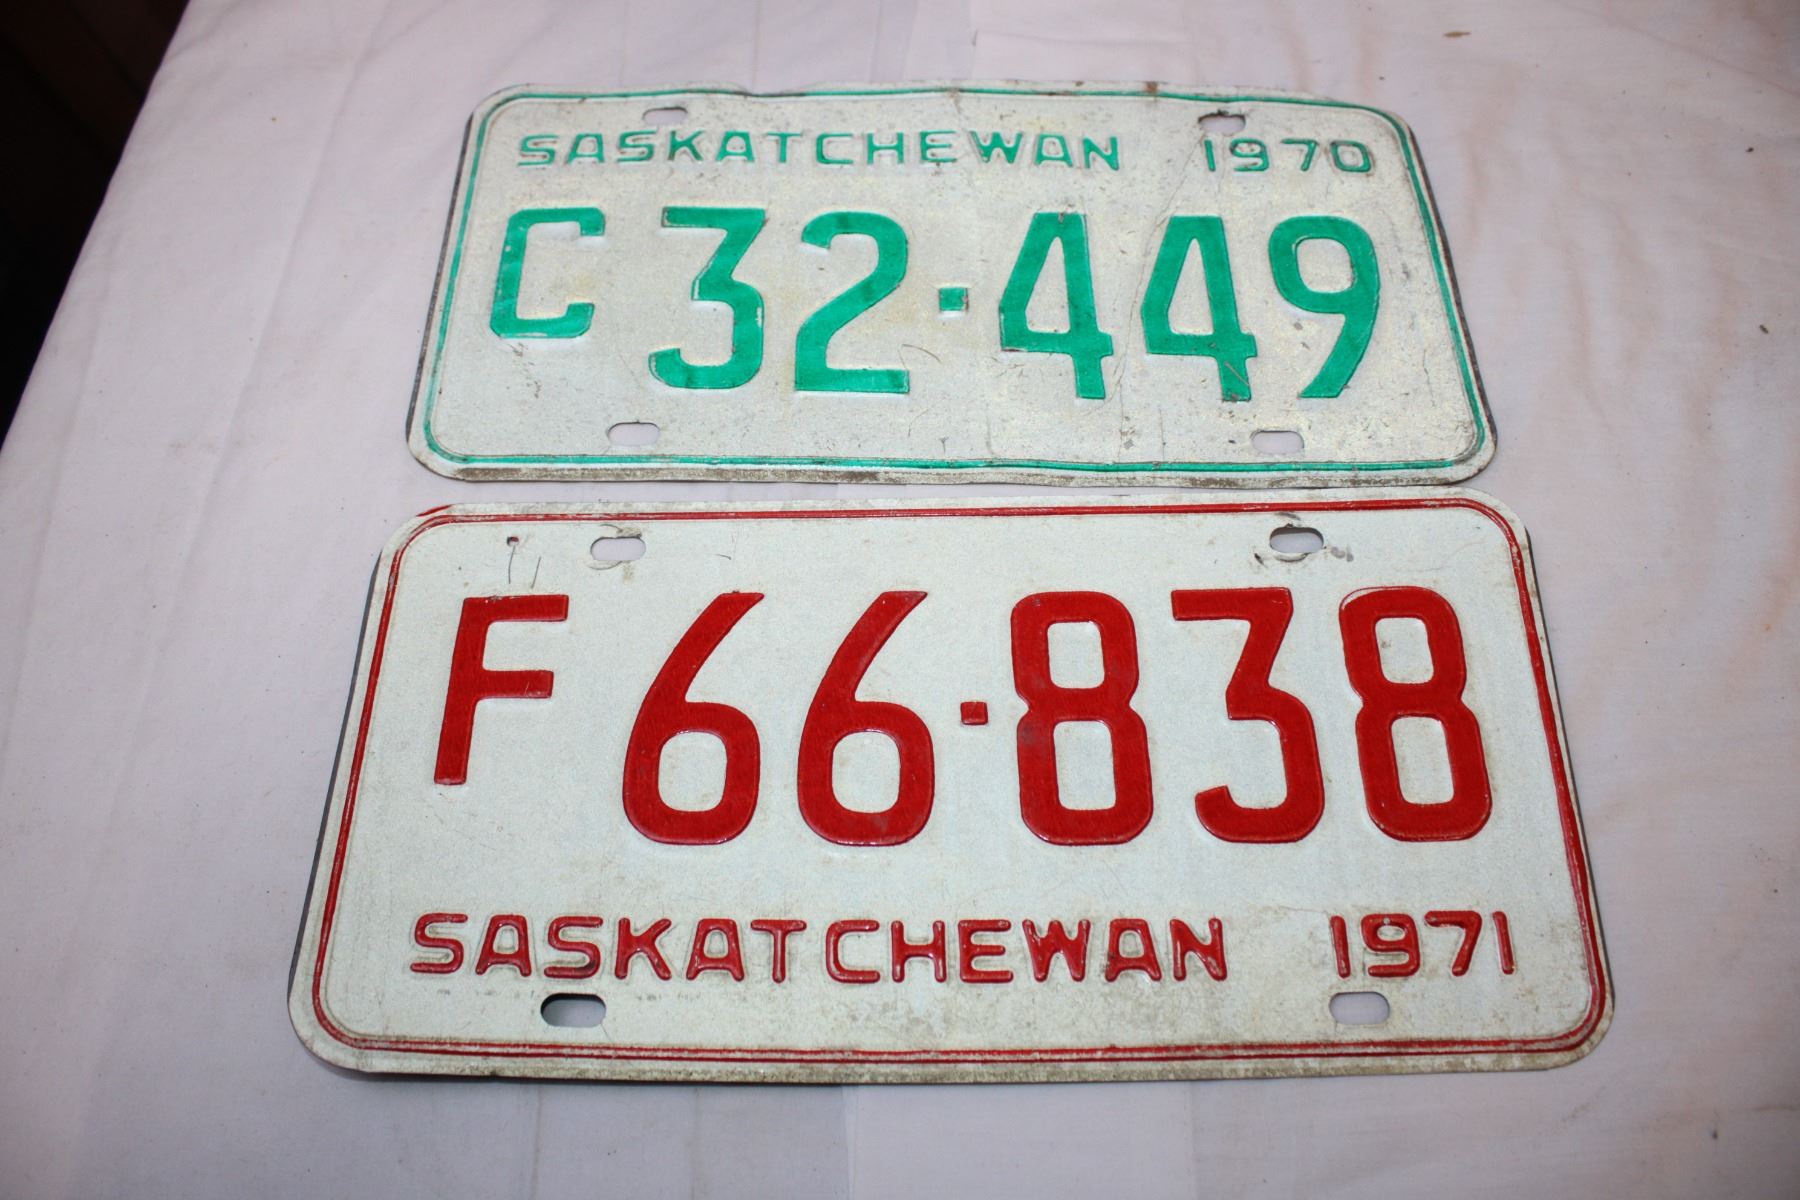 SASKATCHEWAN 1970
C 32·449
F 66·838
SASKATCHEWAN 1971